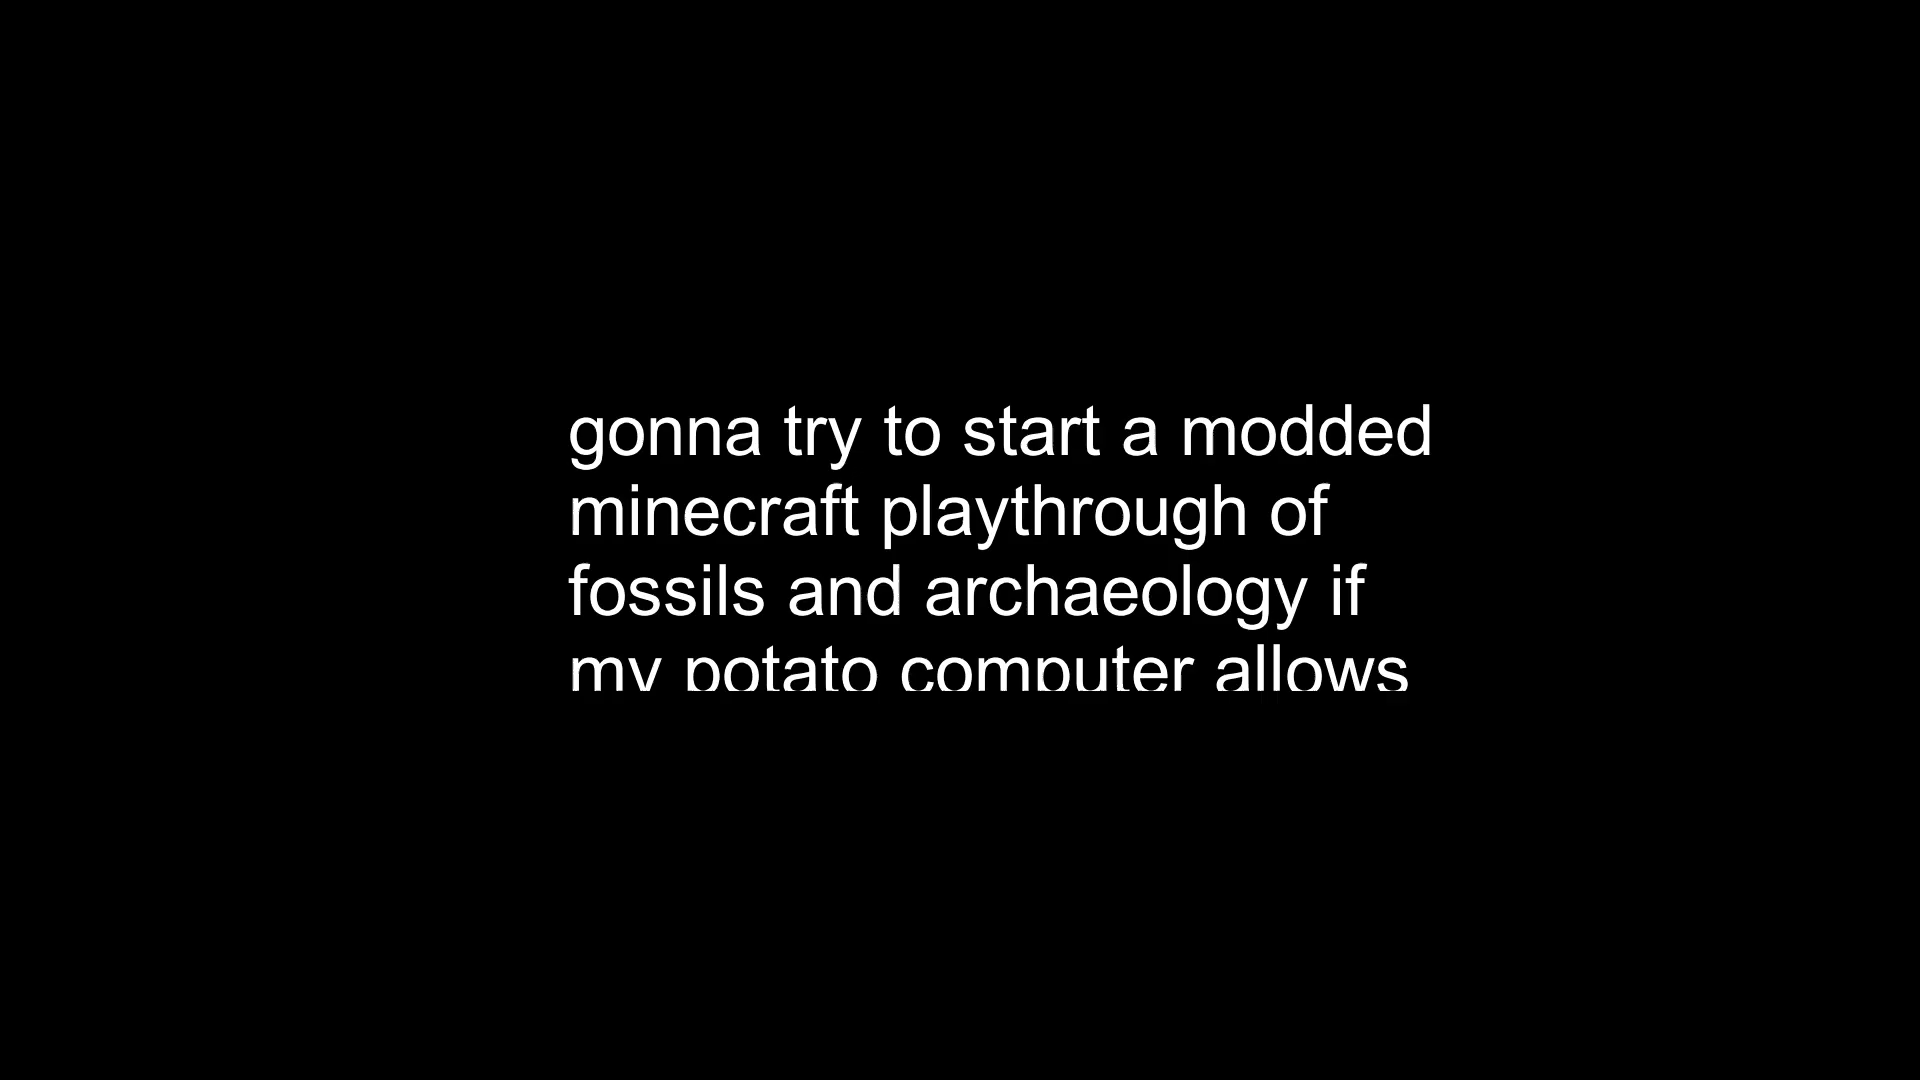 gonna try to start a modded
minecraft playthrough of
fossils and archaeology if
my potato computer allows